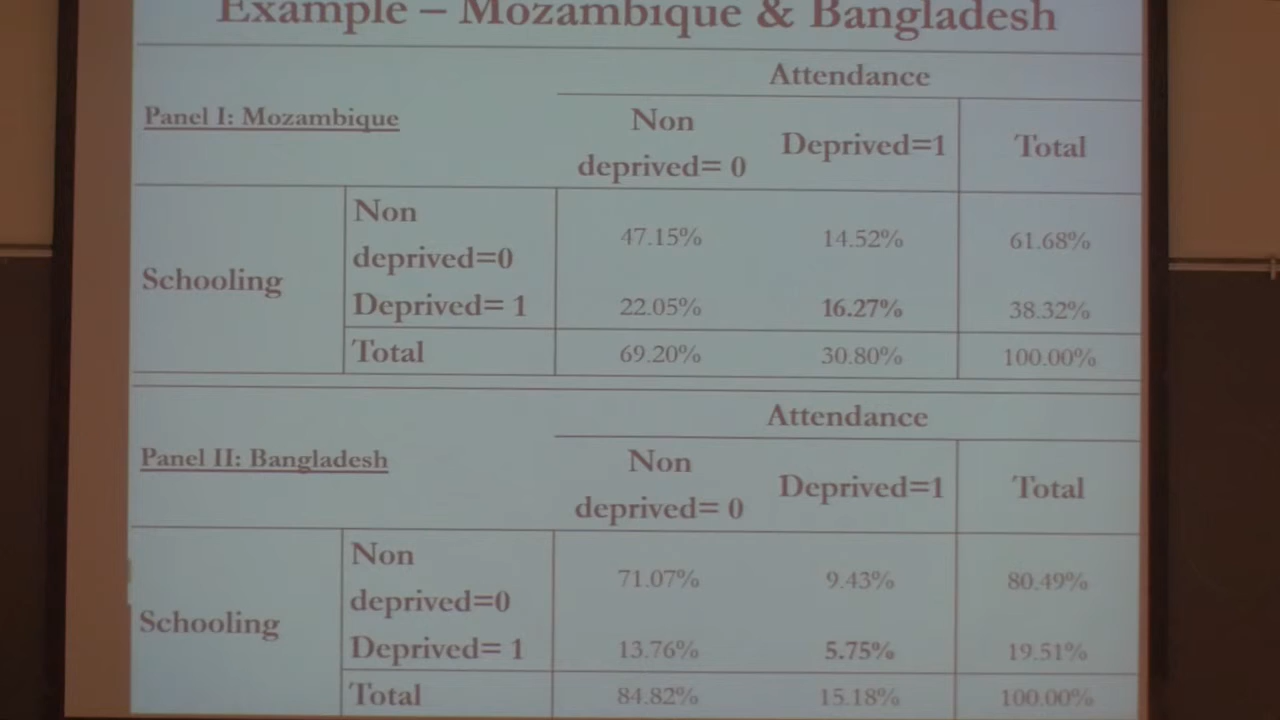 Example – Mozambique & Bangladesh
Attendance
Panel I: Mozambique
Non
deprived= 0
Deprived=1
Total
Schooling
Non
deprived=0
47.15%
14.52%
61.68%
Deprived= 1
22.05%
16.27%
38.32%
Total
69.20%
30.80%
100.00%
Attendance
Panel II: Bangladesh
Non
deprived= 0
Deprived=1
Total
Schooling
Non
deprived=0
71.07%
9.43%
80.49%
Deprived= 1
13.76%
5.75%
19.51%
Total
84.82%
15.18%
100.00%